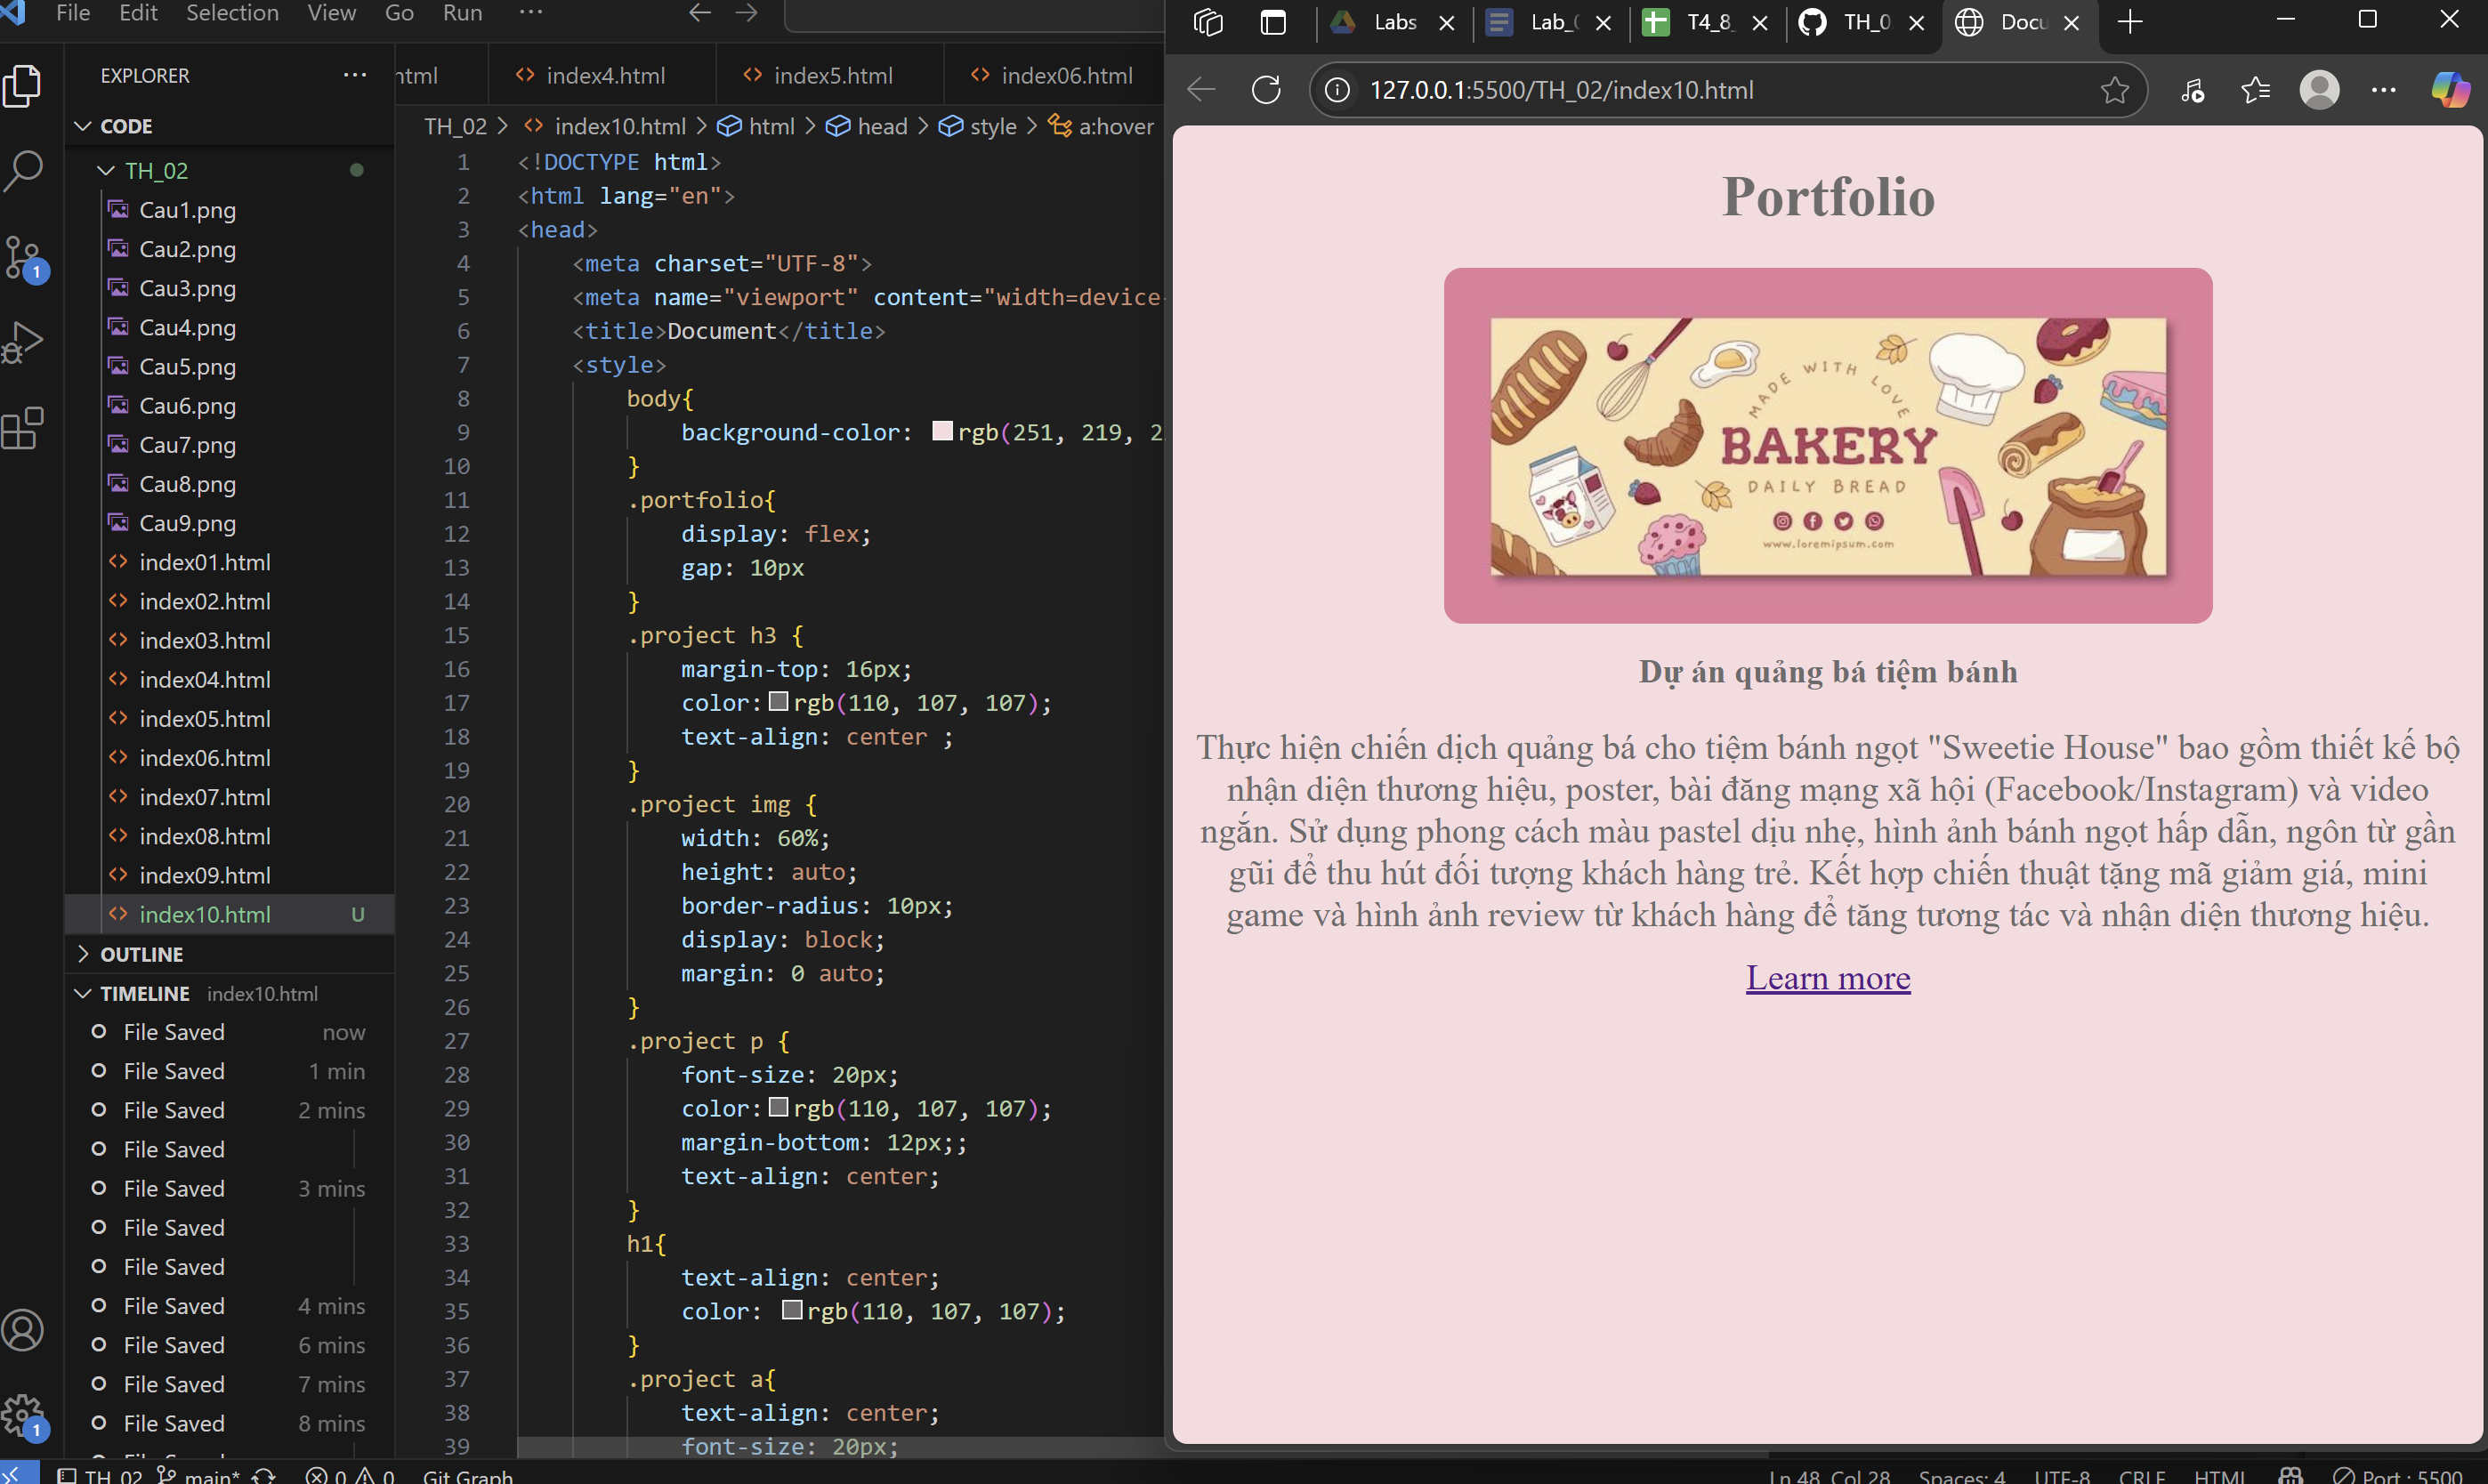 File Edit Selection View Go Run ···
EXPLORER ···
CODE
TH_02
Cau1.png
Cau2.png
Cau3.png
Cau4.png
Cau5.png
Cau6.png
Cau7.png
Cau8.png
Cau9.png
index01.html
index02.html
index03.html
index04.html
index05.html
index06.html
index07.html
index08.html
index09.html
index10.html U
OUTLINE
TIMELINE index10.html
File Saved now
File Saved 1 min
File Saved 2 mins
File Saved
File Saved 3 mins
File Saved
File Saved
File Saved 4 mins
File Saved 6 mins
File Saved 7 mins
File Saved 8 mins
1
1
index4.html index5.html index06.html
TH_02 > index10.html > html > head > style > a:hover
1 <!DOCTYPE html>
2 <html lang="en">
3 <head>
4 <meta charset="UTF-8">
5 <meta name="viewport" content="width=device-
6 <title>Document</title>
7 <style>
8 body{
9 background-color: rgb(251, 219, 2
10 }
11 .portfolio{
12 display: flex;
13 gap: 10px
14 }
15 .project h3 {
16 margin-top: 16px;
17 color: rgb(110, 107, 107);
18 text-align: center ;
19 }
20 .project img {
21 width: 60%;
22 height: auto;
23 border-radius: 10px;
24 display: block;
25 margin: 0 auto;
26 }
27 .project p {
28 font-size: 20px;
29 color: rgb(110, 107, 107);
30 margin-bottom: 12px;;
31 text-align: center;
32 }
33 h1{
34 text-align: center;
35 color: rgb(110, 107, 107);
36 }
37 .project a{
38 text-align: center;
39 font-size: 20px;
Labs Lab_ T4_8_ TH_0 Docu
127.0.0.1:5500/TH_02/index10.html
Portfolio
MADE WITH LOVE
BAKERY
DAILY BREAD
www.loremipsum.com
Dự án quảng bá tiệm bánh
Thực hiện chiến dịch quảng bá cho tiệm bánh ngọt "Sweetie House" bao gồm thiết kế bộ
nhận diện thương hiệu, poster, bài đăng mạng xã hội (Facebook/Instagram) và video
ngắn. Sử dụng phong cách màu pastel dịu nhẹ, hình ảnh bánh ngọt hấp dẫn, ngôn từ gần
gũi để thu hút đối tượng khách hàng trẻ. Kết hợp chiến thuật tặng mã giảm giá, mini
game và hình ảnh review từ khách hàng để tăng tương tác và nhận diện thương hiệu.
Learn more
TH_02 main* 0 0 Git Graph
Ln 48, Col 28 Spaces: 4 UTF-8 CRLF HTML Port : 5500